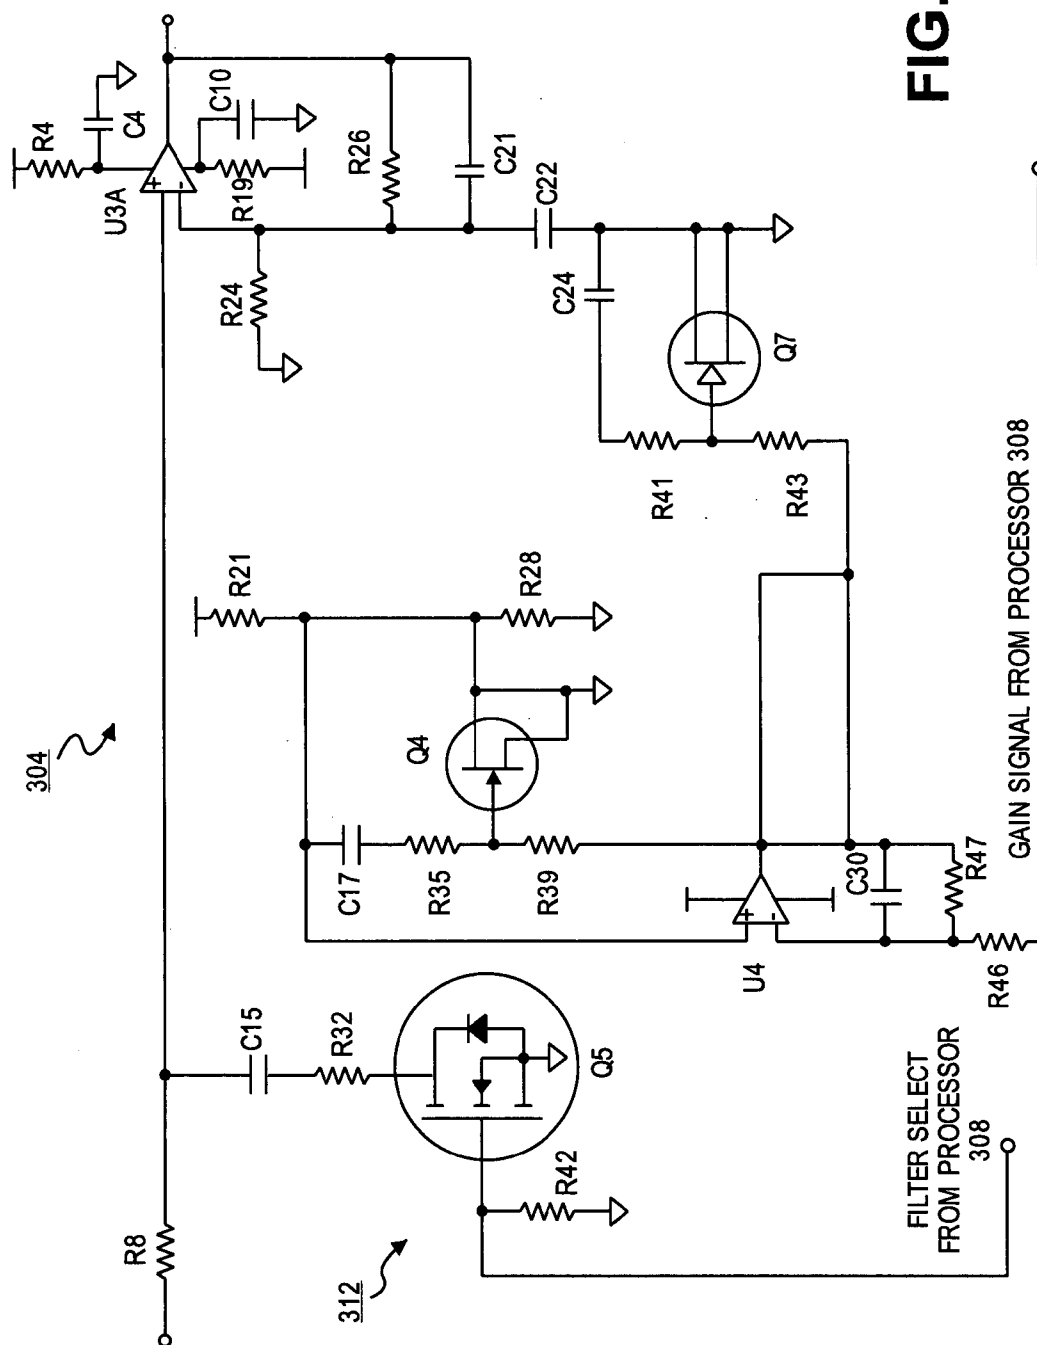 FIG.
R4
C4
C10
U3A
R19
R26
C21
R24
C22
C24
Q7
R41
R43
R21
R28
304
Q4
C17
R35
R39
C30
R47
U4
R46
GAIN SIGNAL FROM PROCESSOR 308
C15
R32
Q5
R8
R42
312
FILTER SELECT
FROM PROCESSOR
308